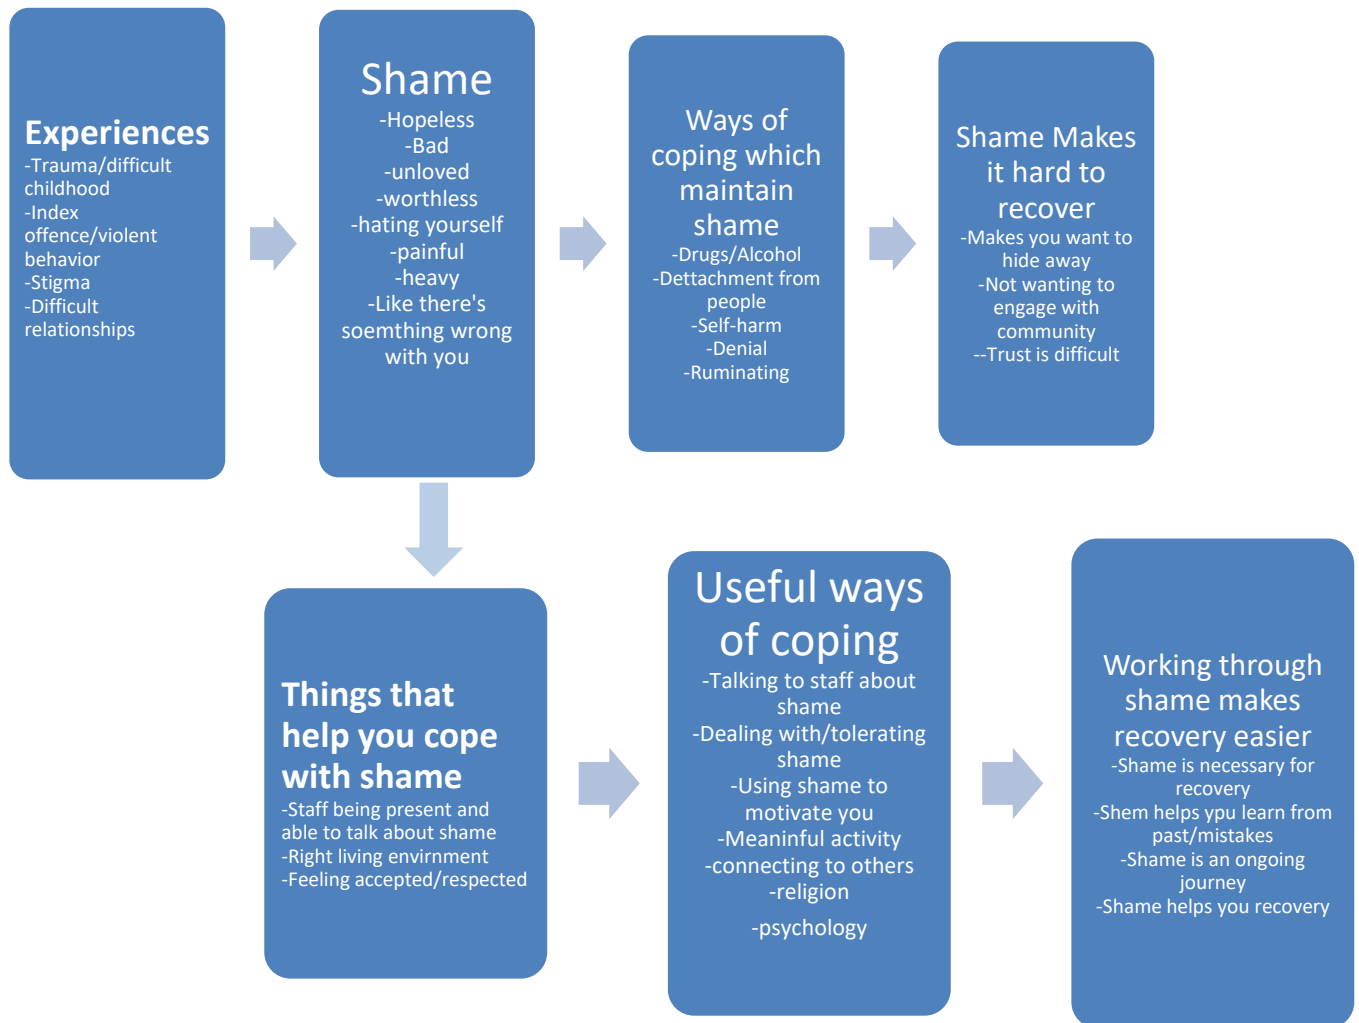 Experiences
-Trauma/difficult
childhood
-Index
offence/violent
behavior
-Stigma
-Difficult
relationships
Shame
-Hopeless
-Bad
-unloved
-worthless
-hating yourself
-painful
-heavy
-Like there's
soemthing wrong
with you
Ways of
coping which
maintain
shame
-Drugs/Alcohol
-Dettachment from
people
-Self-harm
-Denial
-Ruminating
Shame Makes
it hard to
recover
-Makes you want to
hide away
-Not wanting to
engage with
community
--Trust is difficult
Things that
help you cope
with shame
-Staff being present and
able to talk about shame
-Right living envirnment
-Feeling accepted/respected
Useful ways
of coping
-Talking to staff about
shame
-Dealing with/tolerating
shame
-Using shame to
motivate you
-Meaninful activity
-connecting to others
-religion
-psychology
Working through
shame makes
recovery easier
-Shame is necessary for
recovery
-Shem helps ypu learn from
past/mistakes
-Shame is an ongoing
journey
-Shame helps you recovery